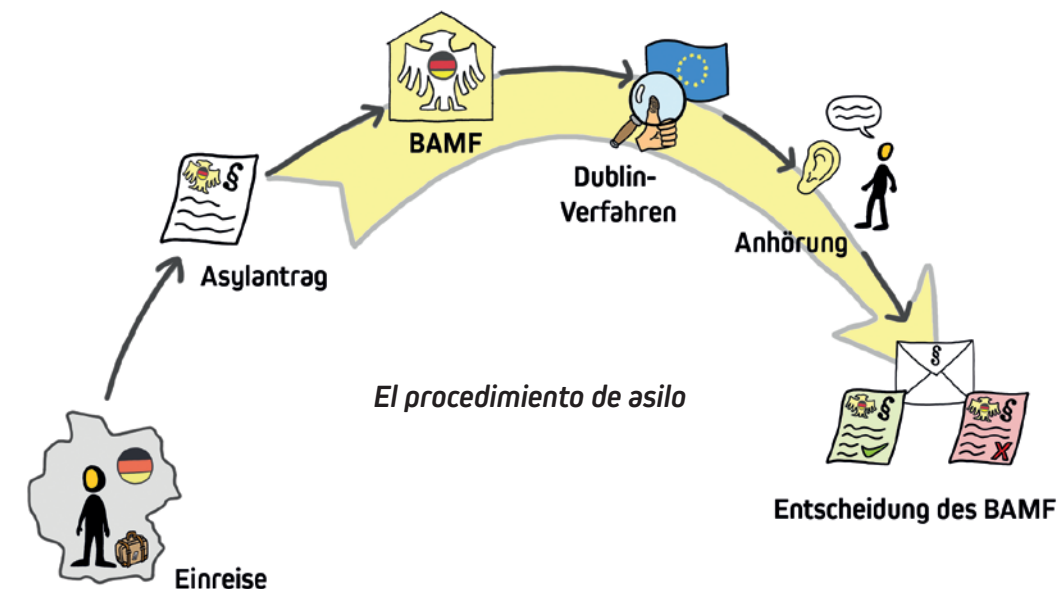 BAMF
Dublin-
Verfahren
Anhörung
§
Asylantrag
El procedimiento de asilo
§
§
§
Entscheidung des BAMF
Einreise